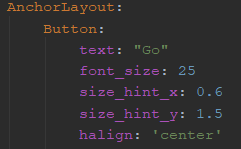 AnchorLayout:
    Button:
        text: "Go"
        font_size: 25
        size_hint_x: 0.6
        size_hint_y: 1.5
        halign: 'center'